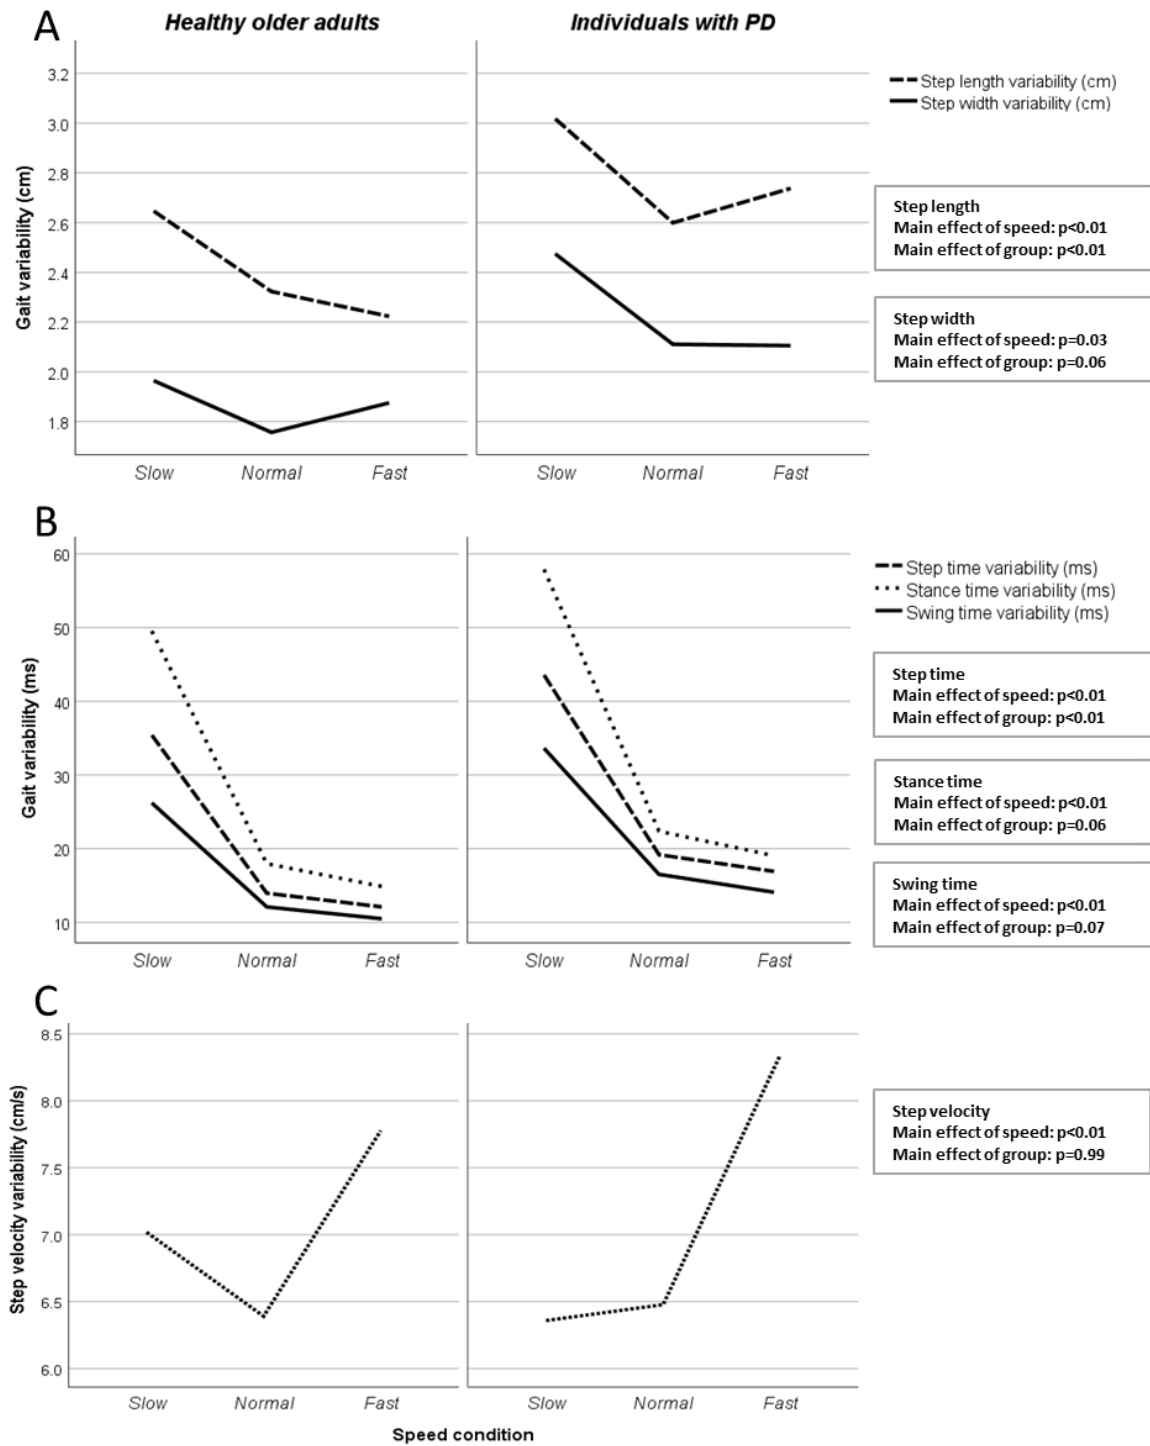 A
Healthy older adults
Individuals with PD
Gait variability (cm)
3.2
3.0
2.8
2.6
2.4
2.2
2.0
1.8
Slow Normal Fast
Slow Normal Fast
Step length variability (cm)
Step width variability (cm)
Step length
Main effect of speed: p<0.01
Main effect of group: p<0.01
Step width
Main effect of speed: p=0.03
Main effect of group: p=0.06
B
Gait variability (ms)
60
50
40
30
20
10
Slow Normal Fast
Slow Normal Fast
Step time variability (ms)
Stance time variability (ms)
Swing time variability (ms)
Step time
Main effect of speed: p<0.01
Main effect of group: p<0.01
Stance time
Main effect of speed: p<0.01
Main effect of group: p=0.06
Swing time
Main effect of speed: p<0.01
Main effect of group: p=0.07
C
Step velocity variability (cm/s)
8.5
8.0
7.5
7.0
6.5
6.0
Slow Normal Fast
Slow Normal Fast
Step velocity
Main effect of speed: p<0.01
Main effect of group: p=0.99
Speed condition